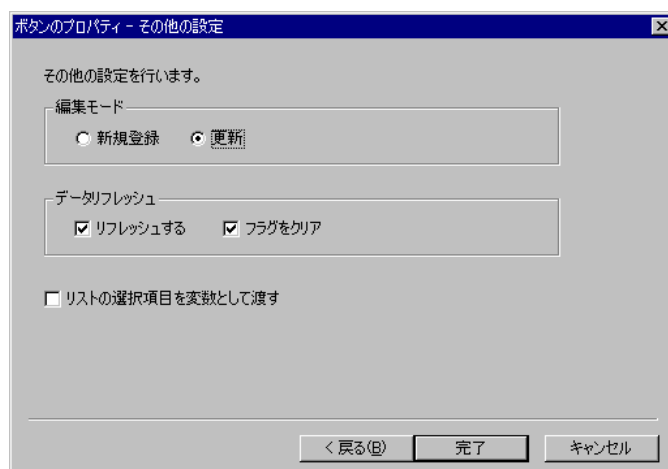 ボタンのプロパティ - その他の設定
その他の設定を行います。
編集モード
新規登録 更新
データリフレッシュ
リフレッシュする フラグをクリア
リストの選択項目を変数として渡す
< 戻る(B) 完了 キャンセル